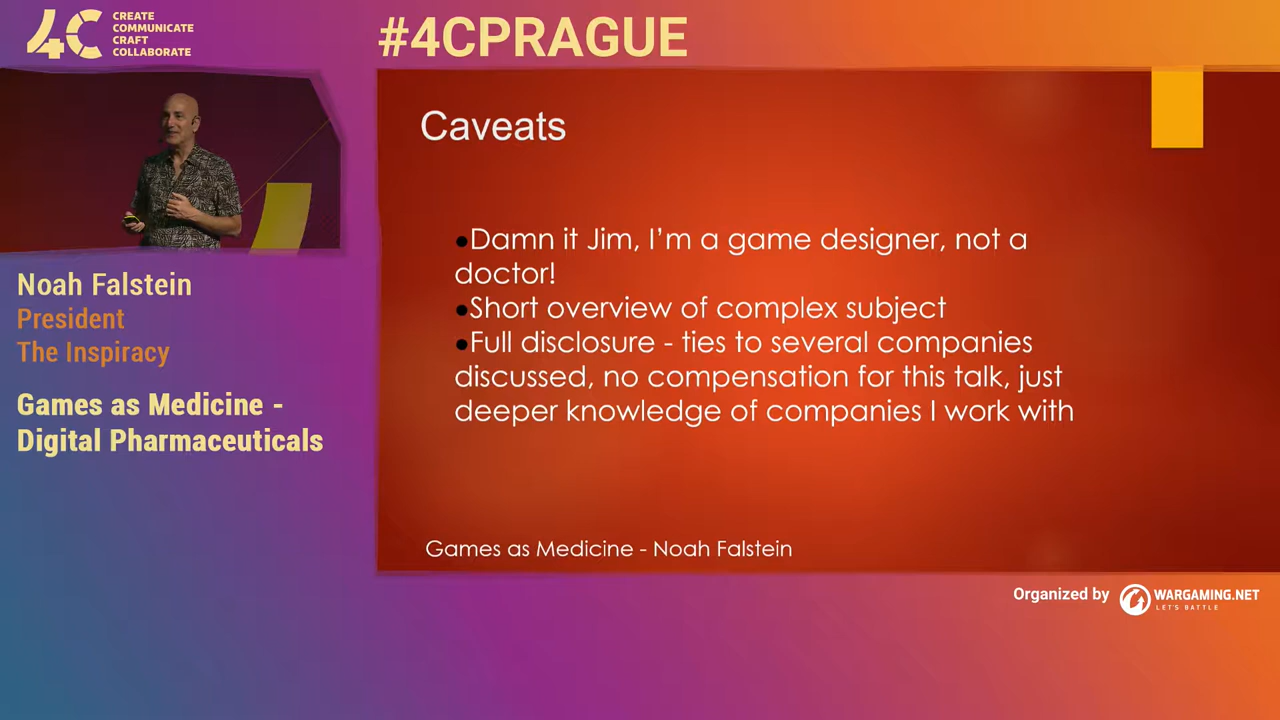 4C
CREATE
COMMUNICATE
CRAFT
COLLABORATE
#4CPRAGUE
Noah Falstein
President
The Inspiracy
Games as Medicine -
Digital Pharmaceuticals
Caveats
●Damn it Jim, I’m a game designer, not a
doctor!
●Short overview of complex subject
●Full disclosure - ties to several companies
discussed, no compensation for this talk, just
deeper knowledge of companies I work with
Games as Medicine - Noah Falstein
Organized by
WARGAMING.NET
LET'S BATTLE